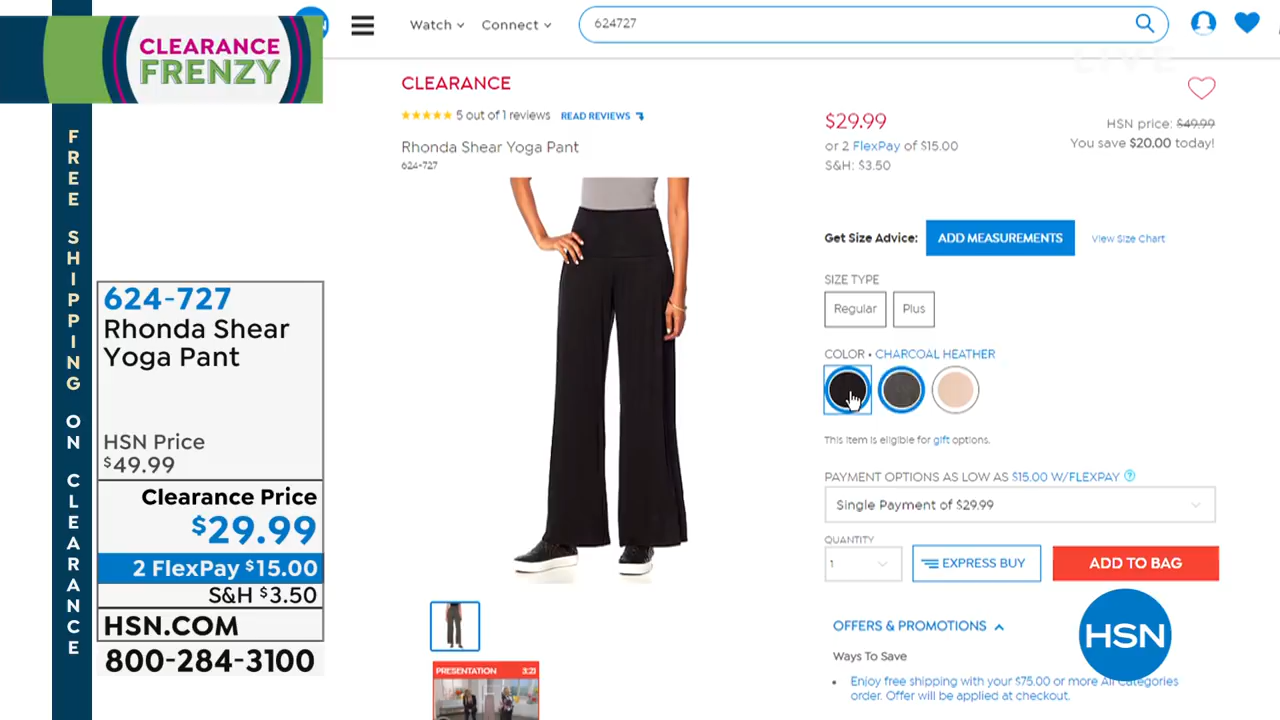 CLEARANCE
FRENZY
FREE SHIPPING ON CLEARANCE
624-727
Rhonda Shear
Yoga Pant
HSN Price
$49.99
Clearance Price
$29.99
2 FlexPay $15.00
S&H $3.50
HSN.COM
800-284-3100
Watch
Connect
624727
LIVE
CLEARANCE
5 out of 1 reviews READ REVIEWS
Rhonda Shear Yoga Pant
624-727
PRESENTATION 3:21
$29.99
or 2 FlexPay of $15.00
S&H: $3.50
HSN price: $49.99
You save $20.00 today!
Get Size Advice: ADD MEASUREMENTS View Size Chart
SIZE TYPE
Regular Plus
COLOR • CHARCOAL HEATHER
This item is eligible for gift options.
PAYMENT OPTIONS AS LOW AS $15.00 W/FLEXPAY ?
Single Payment of $29.99
QUANTITY
1 EXPRESS BUY ADD TO BAG
OFFERS & PROMOTIONS
HSN
Ways To Save
• Enjoy free shipping with your $75.00 or more All Categories
order. Offer will be applied at checkout.